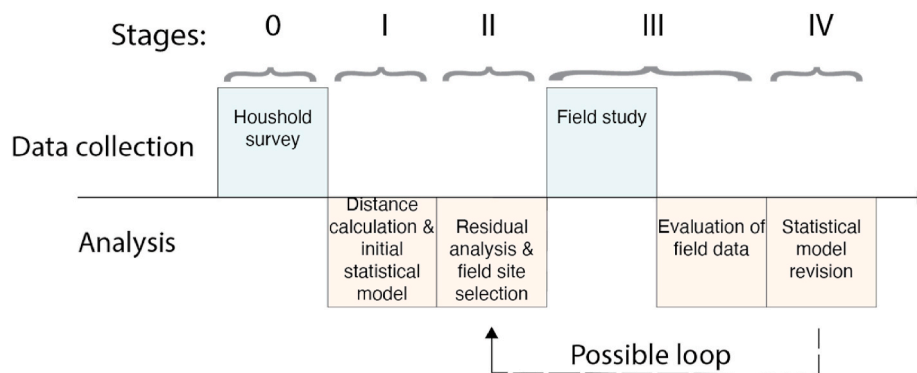 Stages: 0 I II III IV
Data collection
Houshold
survey
Field study
Analysis
Distance
calculation &
initial
statistical
model
Residual
analysis &
field site
selection
Evaluation of
field data
Statistical
model
revision
Possible loop